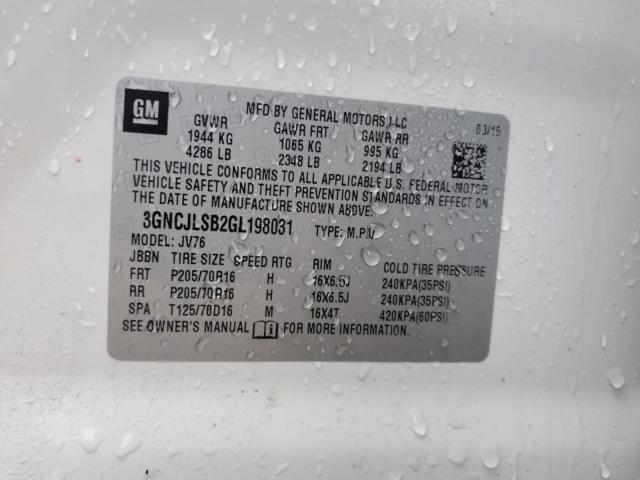 GM
MFD BY GENERAL MOTORS LLC
03/16
GVWR GAWR FRT GAWR RR
1944 KG 1065 KG 995 KG
4286 LB 2348 LB 2194 LB
THIS VEHICLE CONFORMS TO ALL APPLICABLE U.S. FEDERAL MOTOR
VEHICLE SAFETY AND THEFT PREVENTION STANDARDS IN EFFECT ON
THE DATE OF MANUFACTURE SHOWN ABOVE.
3GNCJLSB2GL198031 TYPE: M.P.V
MODEL: JV76
JBBN TIRE SIZE SPEED RTG RIM COLD TIRE PRESSURE
FRT P205/70R16 H 16X6.5J 240KPA(35PSI)
RR P205/70R16 H 16X6.5J 240KPA(35PSI)
SPA T125/70D16 M 16X4T 420KPA(60PSI)
SEE OWNER'S MANUAL FOR MORE INFORMATION.